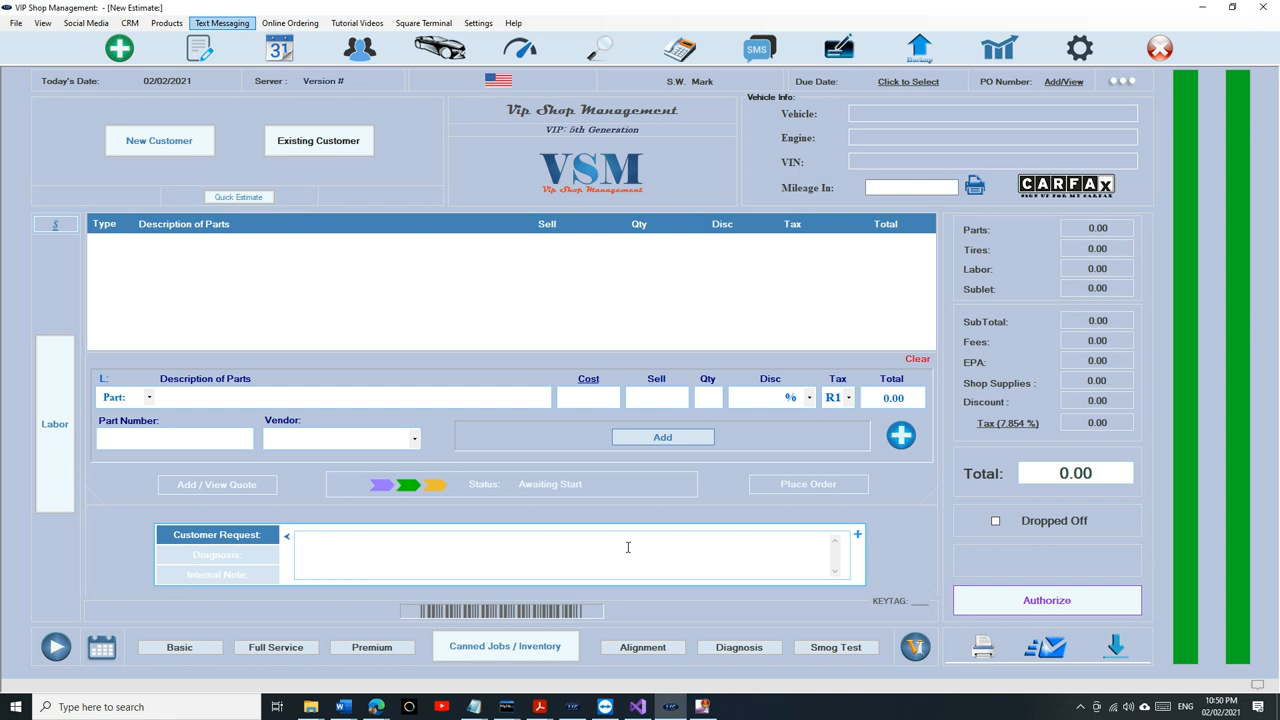 VIP Shop Management: - [New Estimate:]
File View Social Media CRM Products Text Messaging Online Ordering Tutorial Videos Square Terminal Settings Help
31 SMS Backup
Today's Date: 02/02/2021 Server : Version # S.W. Mark Due Date: Click to Select PO Number: Add/View
Vehicle Info:
New Customer Existing Customer
Quick Estimate
Vip Shop Management
VIP: 5th Generation
VSM
Vip Shop Management
Vehicle:
Engine:
VIN:
Mileage In:
CARFAX
SIGN UP FOR MY CARFAX
$ Type Description of Parts Sell Qty Disc Tax Total
Clear
L: Description of Parts Cost Sell Qty Disc Tax Total
Part: % R1 0.00
Part Number: Vendor:
Add
Labor
Add / View Quote Status: Awaiting Start Place Order
Customer Request:
Diagnosis:
Internal Note:
KEYTAG: ___
Parts: 0.00
Tires: 0.00
Labor: 0.00
Sublet: 0.00
SubTotal: 0.00
Fees: 0.00
EPA: 0.00
Shop Supplies : 0.00
Discount : 0.00
Tax (7.854 %) 0.00
Total: 0.00
Dropped Off
Authorize
Basic Full Service Premium Canned Jobs / Inventory Alignment Diagnosis Smog Test
Type here to search
ENG
10:50 PM
02/02/2021